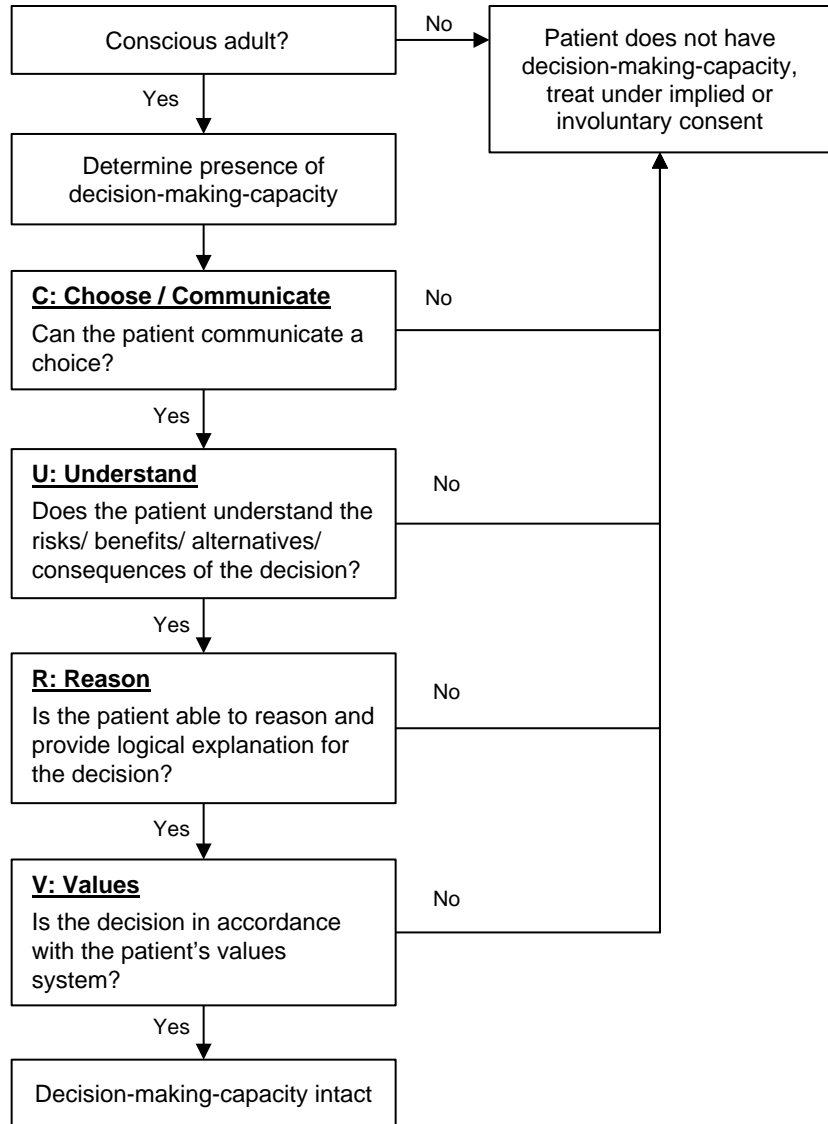 Conscious adult?
No
Patient does not have
decision-making-capacity,
treat under implied or
involuntary consent
Yes
Determine presence of
decision-making-capacity
C: Choose / Communicate
Can the patient communicate a
choice?
No
Yes
U: Understand
Does the patient understand the
risks/ benefits/ alternatives/
consequences of the decision?
No
Yes
R: Reason
Is the patient able to reason and
provide logical explanation for
the decision?
No
Yes
V: Values
Is the decision in accordance
with the patient's values
system?
No
Yes
Decision-making-capacity intact